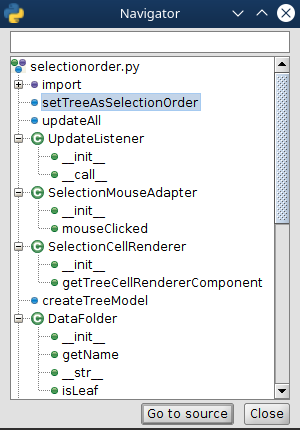 Navigator
selectionorder.py
import
setTreeAsSelectionOrder
updateAll
UpdateListener
__init__
__call__
SelectionMouseAdapter
__init__
mouseClicked
SelectionCellRenderer
__init__
getTreeCellRendererComponent
createTreeModel
DataFolder
__init__
getName
__str__
isLeaf
Go to source
Close